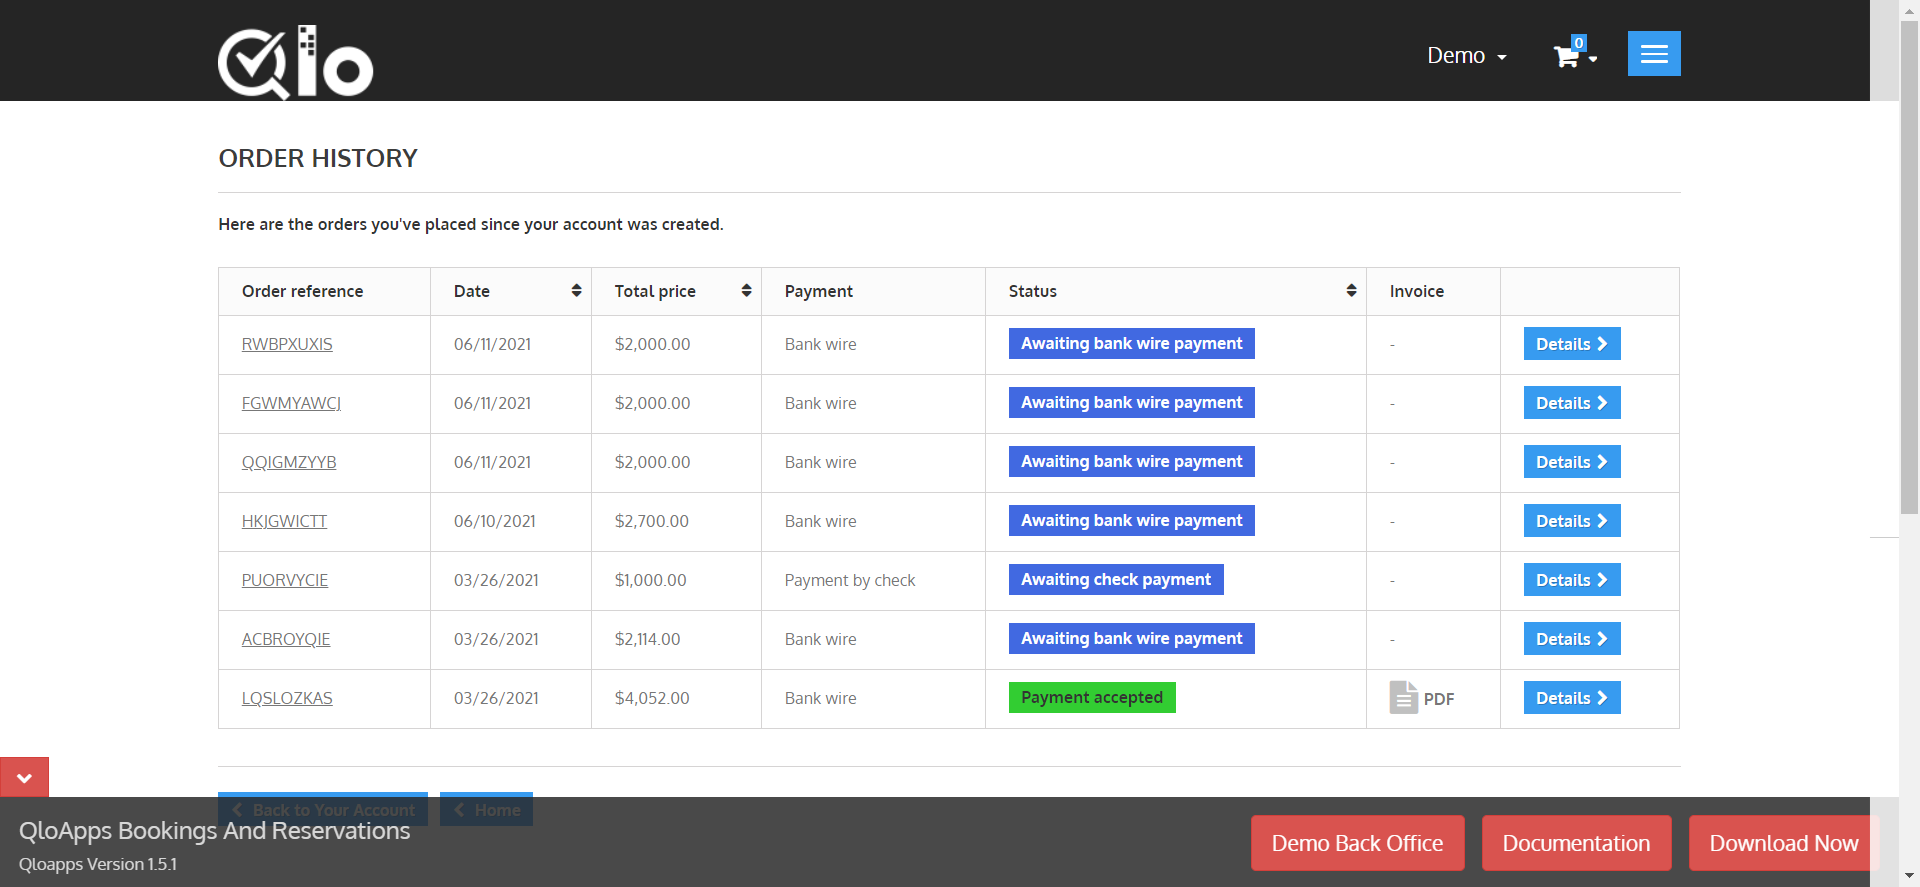 Qlo
Demo
0
ORDER HISTORY
Here are the orders you've placed since your account was created.
Order reference Date Total price Payment Status Invoice
RWBPXUXIS 06/11/2021 $2,000.00 Bank wire Awaiting bank wire payment - Details
FGWMYAWCJ 06/11/2021 $2,000.00 Bank wire Awaiting bank wire payment - Details
QQIGMZYYB 06/11/2021 $2,000.00 Bank wire Awaiting bank wire payment - Details
HKJGWICTT 06/10/2021 $2,700.00 Bank wire Awaiting bank wire payment - Details
PUORVYCIE 03/26/2021 $1,000.00 Payment by check Awaiting check payment - Details
ACBROYQIE 03/26/2021 $2,114.00 Bank wire Awaiting bank wire payment - Details
LQSLOZKAS 03/26/2021 $4,052.00 Bank wire Payment accepted PDF Details
Back to Your Account Home
QloApps Bookings And Reservations
Qloapps Version 1.5.1
Demo Back Office Documentation Download Now